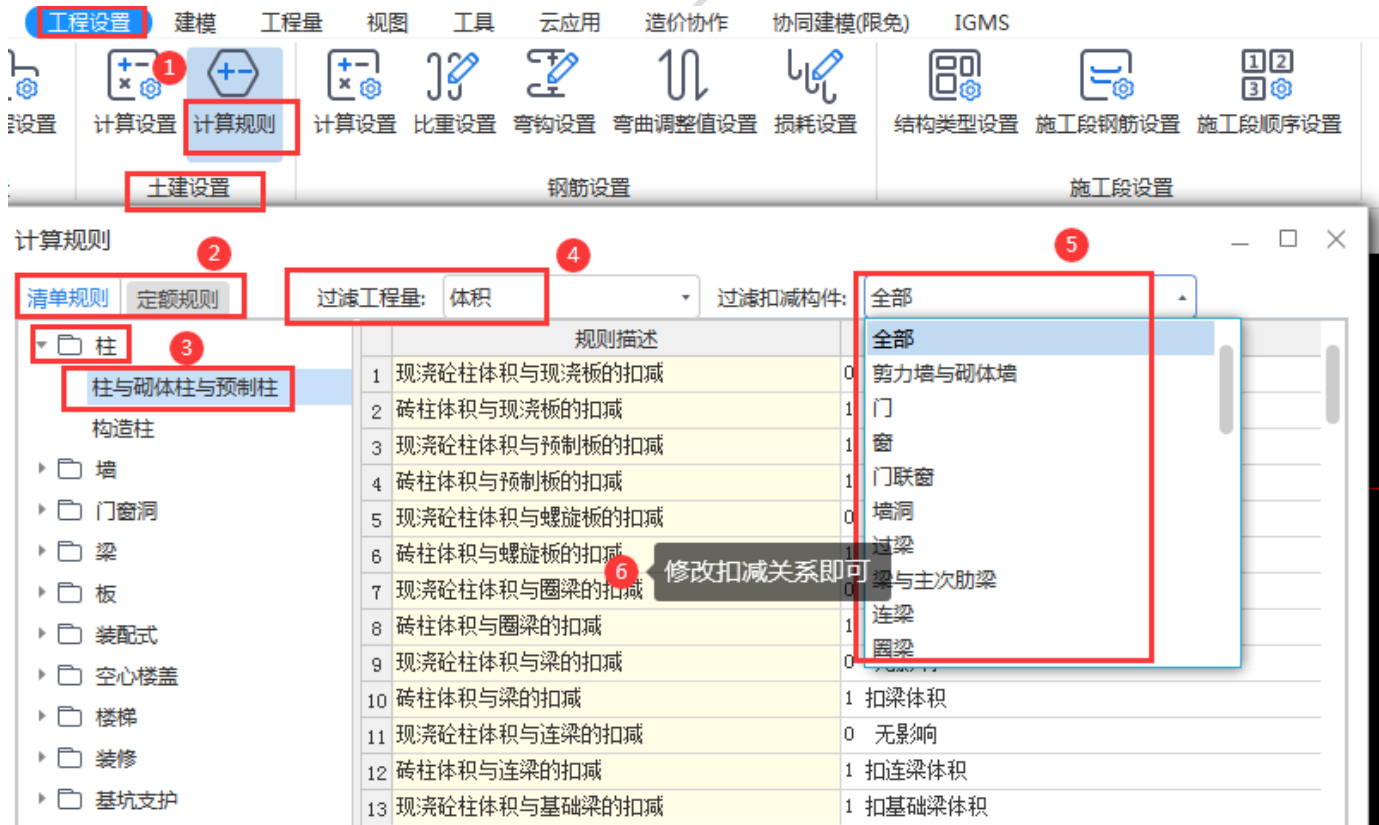 工程设置 建模 工程量 视图 工具 云应用 造价协作 协同建模(限免) IGMS
1
设置 计算设置 计算规则 计算设置 比重设置 弯钩设置 弯曲调整值设置 损耗设置 结构类型设置 施工段钢筋设置 施工段顺序设置
土建设置 钢筋设置 施工段设置
计算规则
2 4 5
清单规则 定额规则 过滤工程量: 体积 过滤扣减构件: 全部
柱 3 规则描述 全部
柱与砌体柱与预制柱 1 现浇砼柱体积与现浇板的扣减 0 剪力墙与砌体墙
构造柱 2 砖柱体积与现浇板的扣减 1 门
墙 3 现浇砼柱体积与预制板的扣减 1 窗
4 砖柱体积与预制板的扣减 1 门联窗
门窗洞 5 现浇砼柱体积与螺旋板的扣减 0 墙洞
梁 6 砖柱体积与螺旋板的扣减 1 过梁
6 修改扣减关系即可
板 7 现浇砼柱体积与圈梁的扣减 0 梁与主次肋梁
装配式 8 砖柱体积与圈梁的扣减 1 连梁
空心楼盖 9 现浇砼柱体积与梁的扣减 0 圈梁
10 砖柱体积与梁的扣减 1 扣梁体积
楼梯 11 现浇砼柱体积与连梁的扣减 0 无影响
装修 12 砖柱体积与连梁的扣减 1 扣连梁体积
基坑支护 13 现浇砼柱体积与基础梁的扣减 1 扣基础梁体积